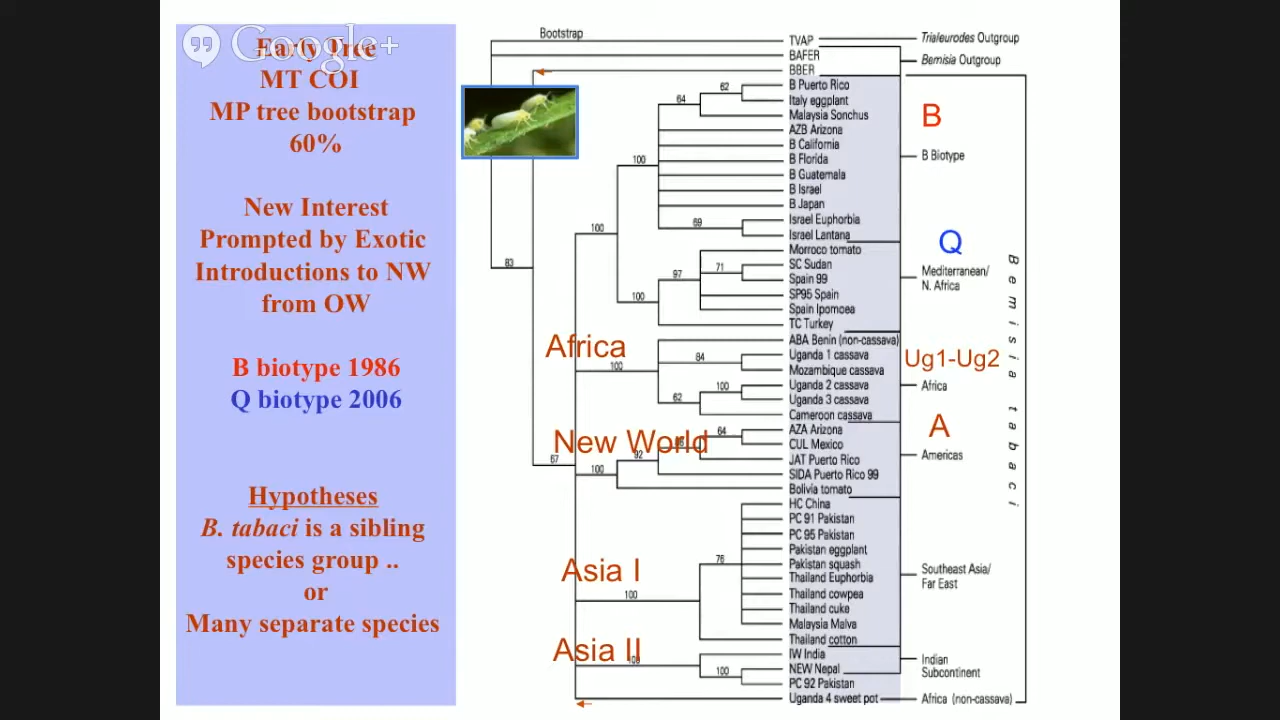 Google+
Early Tree
MT COI
MP tree bootstrap
60%
New Interest
Prompted by Exotic
Introductions to NW
from OW
B biotype 1986
Q biotype 2006
Hypotheses
B. tabaci is a sibling
species group ..
or
Many separate species
Bootstrap
TVAP
BAFER
BBER
B Puerto Rico
Italy eggplant
Malaysia Sonchus
AZB Arizona
B California
B Florida
B Guatemala
B Israel
B Japan
Israel Euphorbia
Israel Lantana
Morroco tomato
SC Sudan
Spain 99
SP95 Spain
Spain Ipomoea
TC Turkey
ABA Benin (non-cassava)
Uganda 1 cassava
Mozambique cassava
Uganda 2 cassava
Uganda 3 cassava
Cameroon cassava
AZA Arizona
CUL Mexico
JAT Puerto Rico
SIDA Puerto Rico 99
Bolivia tomato
HC China
PC 91 Pakistan
PC 95 Pakistan
Pakistan eggplant
Pakistan squash
Thailand Euphorbia
Thailand cowpea
Thailand cuke
Malaysia Malva
Thailand cotton
IW India
NEW Nepal
PC 92 Pakistan
Uganda 4 sweet pot
62
64
100
69
100
71
97
100
83
84
100
100
62
64
92
100
67
76
100
100
100
Africa
New World
Asia I
Asia II
Trialeurodes Outgroup
Bemisia Outgroup
B
B Biotype
Q
Mediterranean/
N. Africa
Ug1-Ug2
Africa
A
Americas
Southeast Asia/
Far East
Indian
Subcontinent
Africa (non-cassava)
Bemisia tabaci